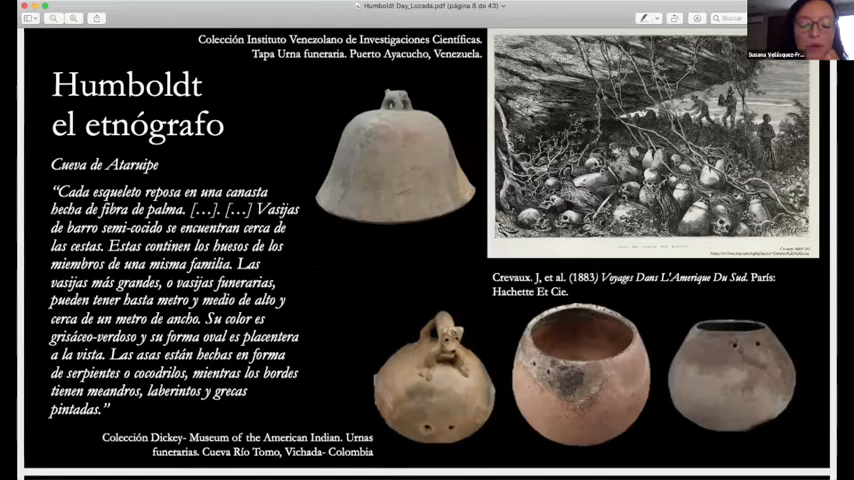 Humboldt Day_Lozada.pdf (página 8 de 43)
Buscar
Susana Velásquez-Fr...
Colección Instituto Venezolano de Investigaciones Científicas.
Tapa Urna funeraria. Puerto Ayacucho, Venezuela.
Humboldt
el etnógrafo
Cueva de Ataruipe
“Cada esqueleto reposa en una canasta
hecha de fibra de palma. [...]. [...] Vasijas
de barro semi-cocido se encuentran cerca de
las cestas. Estas continen los huesos de los
miembros de una misma familia. Las
vasijas más grandes, o vasijas funerarias,
pueden tener hasta metro y medio de alto y
cerca de un metro de ancho. Su color es
grisáceo-verdoso y su forma oval es placentera
a la vista. Las asas están hechas en forma
de serpientes o cocodrilos, mientras los bordes
tienen meandros, laberintos y grecas
pintadas.”
Crevaux. J, et al. (1883) Voyages Dans L'Amerique Du Sud. París:
Hachette Et Cie.
Colección Dickey- Museum of the American Indian. Urnas
funerarias. Cueva Río Tomo, Vichada- Colombia